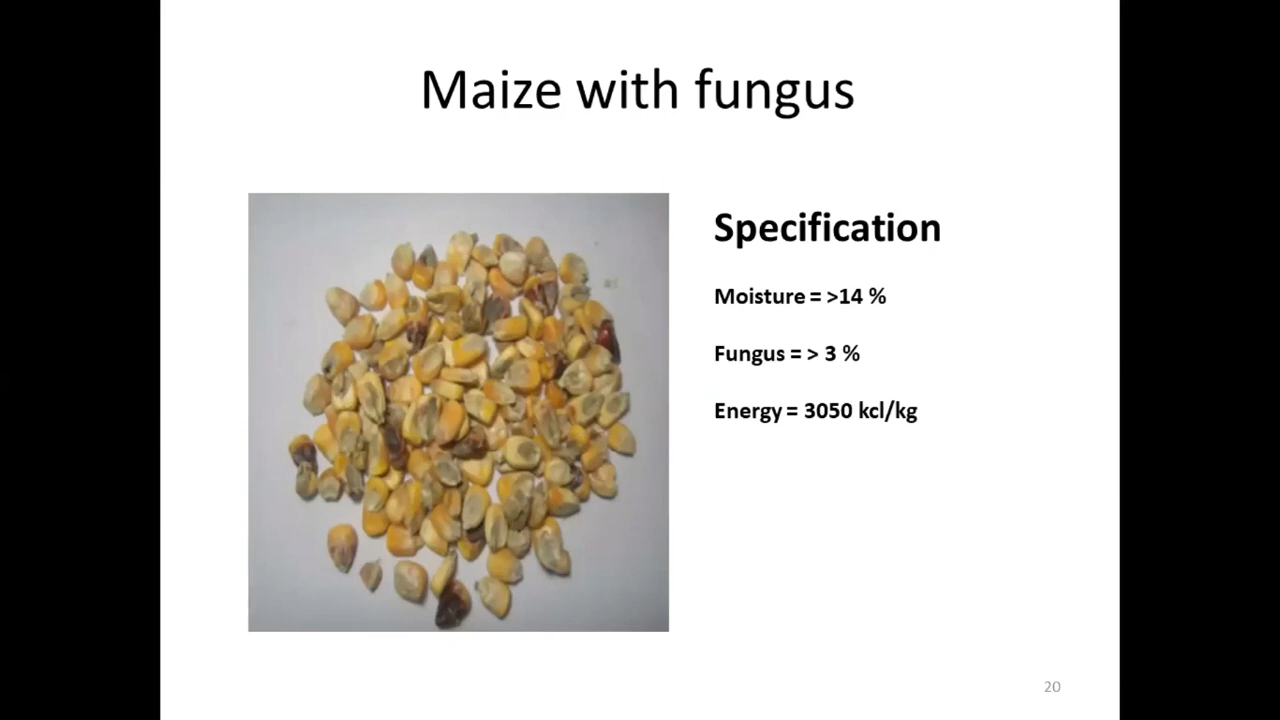 Maize with fungus
Specification
Moisture = >14 %
Fungus = > 3 %
Energy = 3050 kcl/kg
20